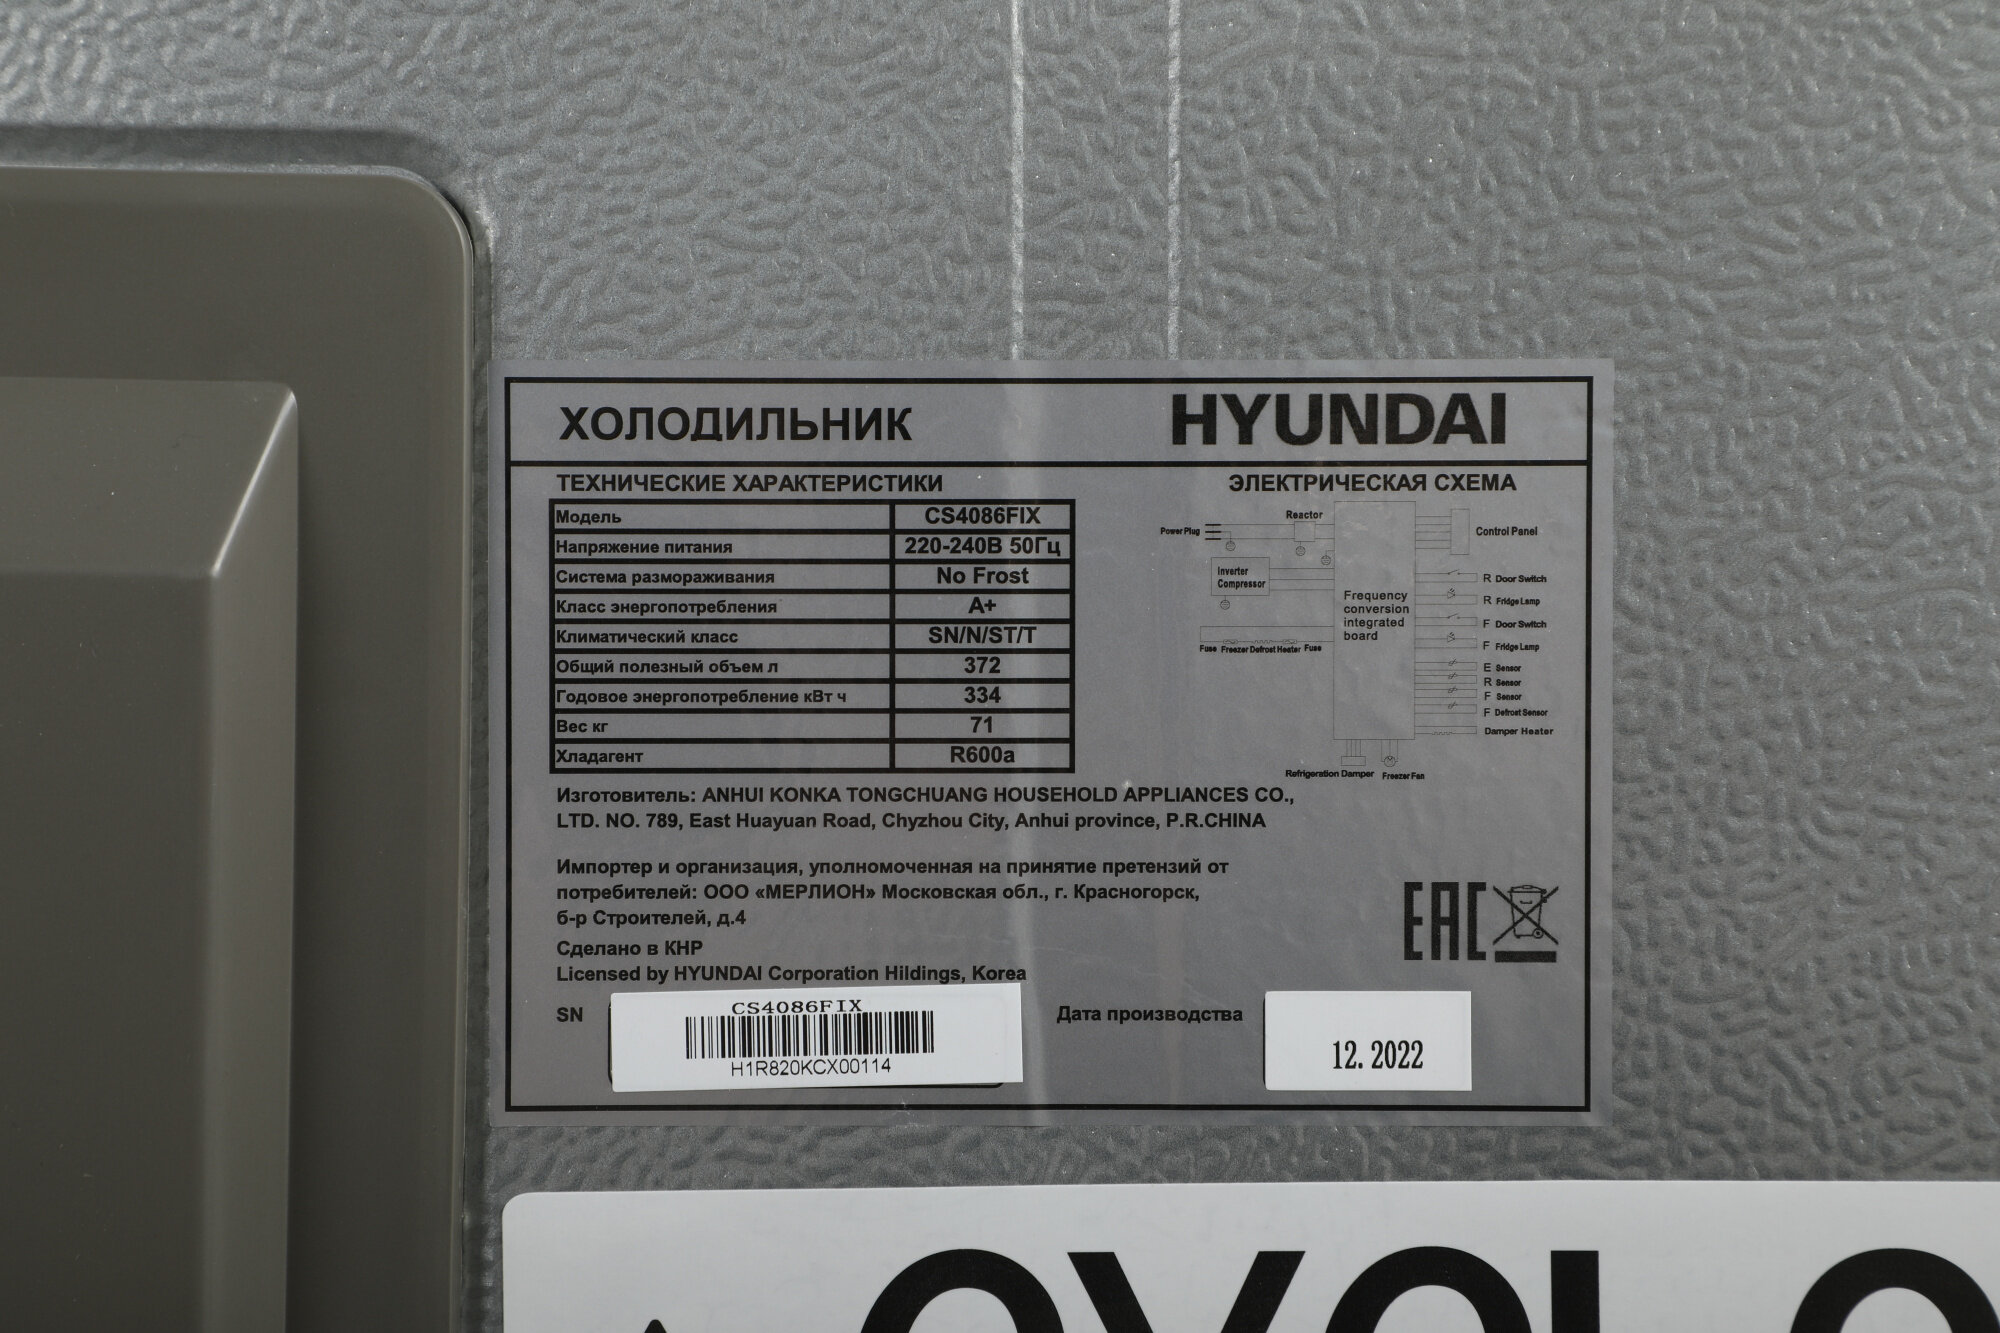 ХОЛОДИЛЬНИК
HYUNDAI
ТЕХНИЧЕСКИЕ ХАРАКТЕРИСТИКИ
Модель CS4086FIX
Напряжение питания 220-240В 50Гц
Система размораживания No Frost
Класс энергопотребления A+
Климатический класс SN/N/ST/T
Общий полезный объем л 372
Годовое энергопотребление кВт ч 334
Вес кг 71
Хладагент R600a
ЭЛЕКТРИЧЕСКАЯ СХЕМА
Power Plug
Reactor
Control Panel
Inverter
Compressor
Frequency
conversion
integrated
board
R Door Switch
R Fridge Lamp
F Door Switch
F Fridge Lamp
Fuse Freezer Defrost Heater Fuse
E Sensor
R Sensor
F Sensor
F Defrost Sensor
Damper Heater
Refrigeration Damper Freezer Fan
Изготовитель: ANHUI KONKA TONGCHUANG HOUSEHOLD APPLIANCES CO.,
LTD. NO. 789, East Huayuan Road, Chyzhou City, Anhui province, P.R.CHINA
Импортер и организация, уполномоченная на принятие претензий от
потребителей: ООО «МЕРЛИОН» Московская обл., г. Красногорск,
б-р Строителей, д.4
Сделано в КНР
Licensed by HYUNDAI Corporation Hildings, Korea
EAC
SN
CS4086FIX
H1R820KCX00114
Дата производства
12. 2022